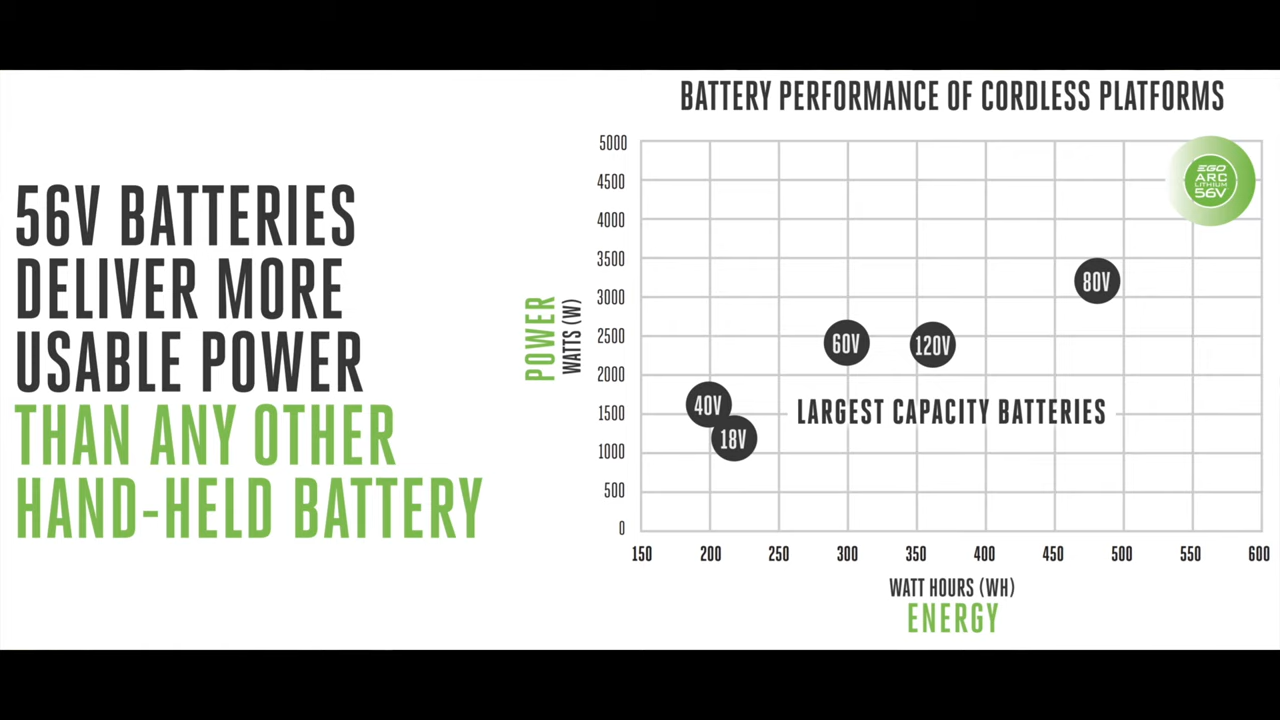 BATTERY PERFORMANCE OF CORDLESS PLATFORMS
56V BATTERIES
DELIVER MORE
USABLE POWER
THAN ANY OTHER
HAND-HELD BATTERY
POWER
WATTS (W)
5000
4500
4000
3500
3000
2500
2000
1500
1000
500
0
EGO
ARC
LITHIUM
56V
80V
60V
120V
40V
18V
LARGEST CAPACITY BATTERIES
150 200 250 300 350 400 450 500 550 600
WATT HOURS (WH)
ENERGY